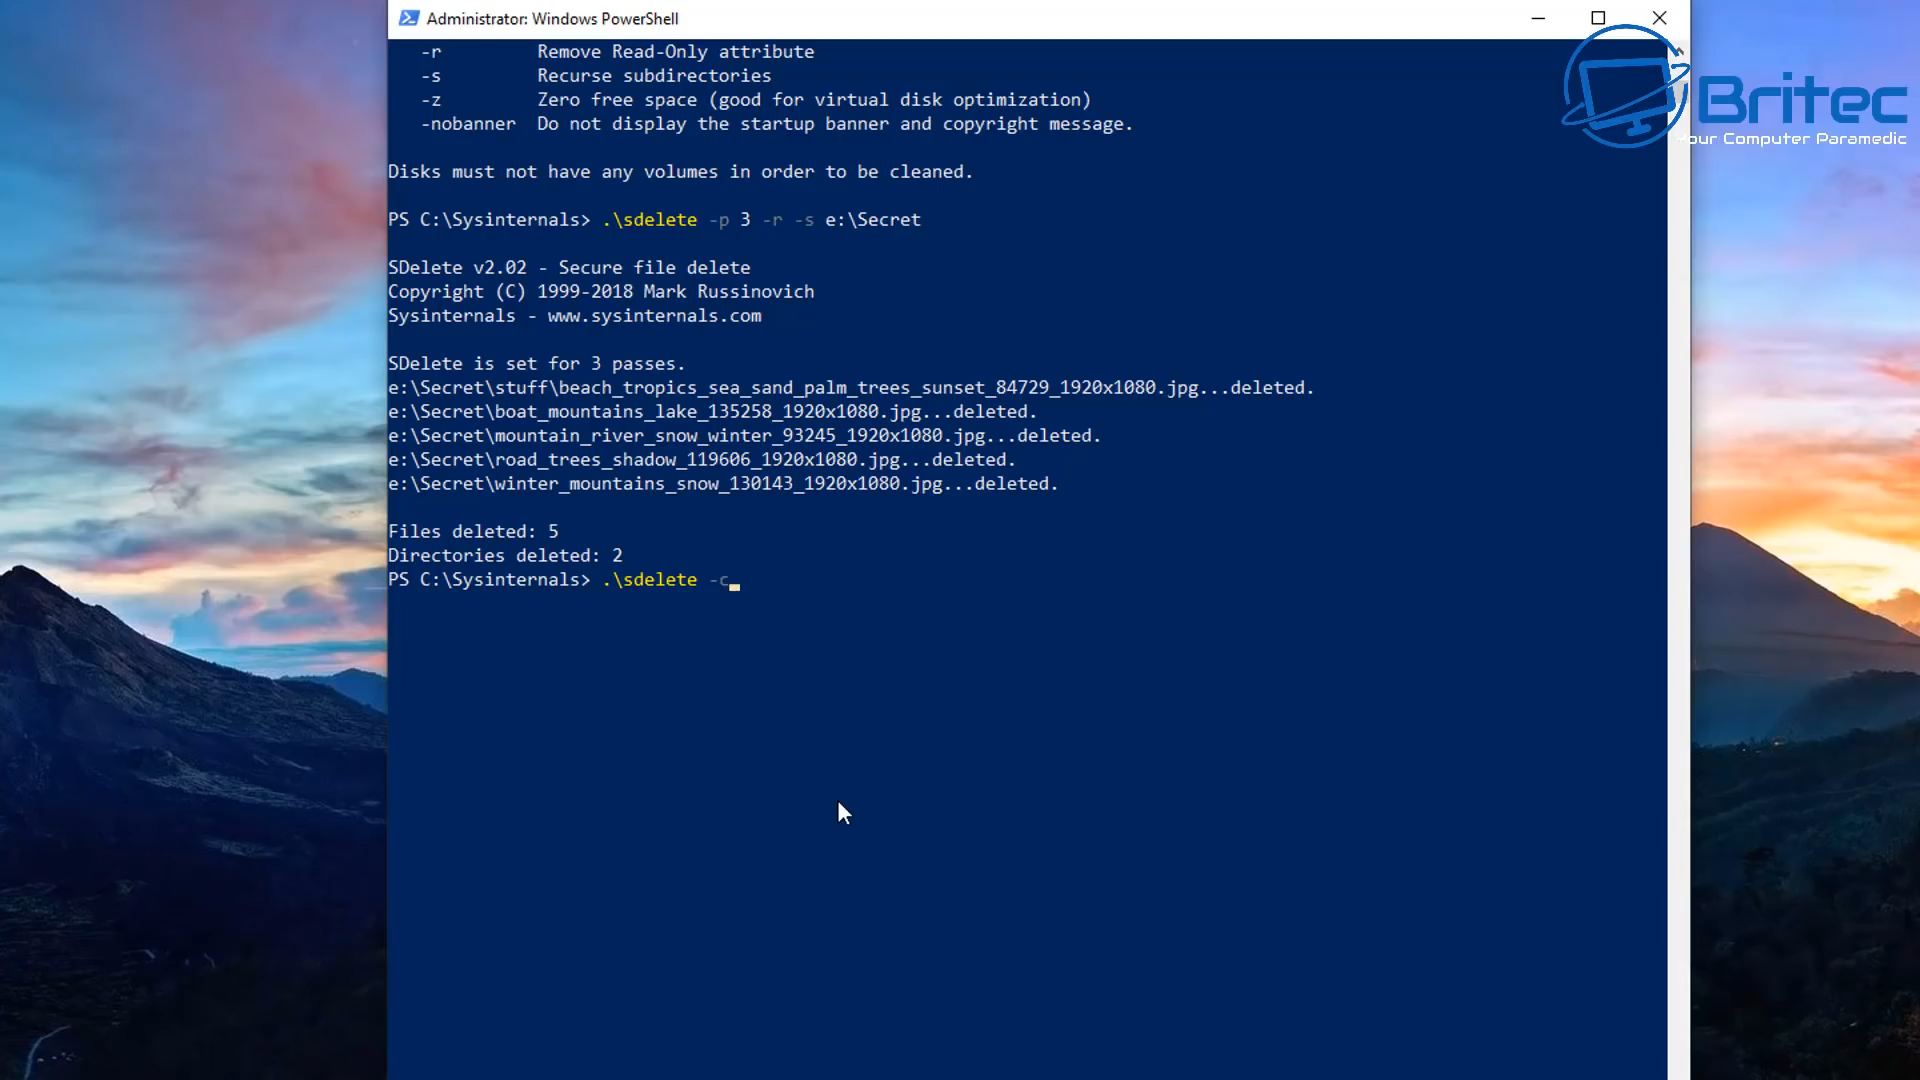 Administrator: Windows PowerShell
-r Remove Read-Only attribute
-s Recurse subdirectories
-z Zero free space (good for virtual disk optimization)
-nobanner Do not display the startup banner and copyright message.
Disks must not have any volumes in order to be cleaned.
PS C:\Sysinternals> .\sdelete -p 3 -r -s e:\Secret
SDelete v2.02 - Secure file delete
Copyright (C) 1999-2018 Mark Russinovich
Sysinternals - www.sysinternals.com
SDelete is set for 3 passes.
e:\Secret\stuff\beach_tropics_sea_sand_palm_trees_sunset_84729_1920x1080.jpg...deleted.
e:\Secret\boat_mountains_lake_135258_1920x1080.jpg...deleted.
e:\Secret\mountain_river_snow_winter_93245_1920x1080.jpg...deleted.
e:\Secret\road_trees_shadow_119606_1920x1080.jpg...deleted.
e:\Secret\winter_mountains_snow_130143_1920x1080.jpg...deleted.
Files deleted: 5
Directories deleted: 2
PS C:\Sysinternals> .\sdelete -c
Britec
Your Computer Paramedic